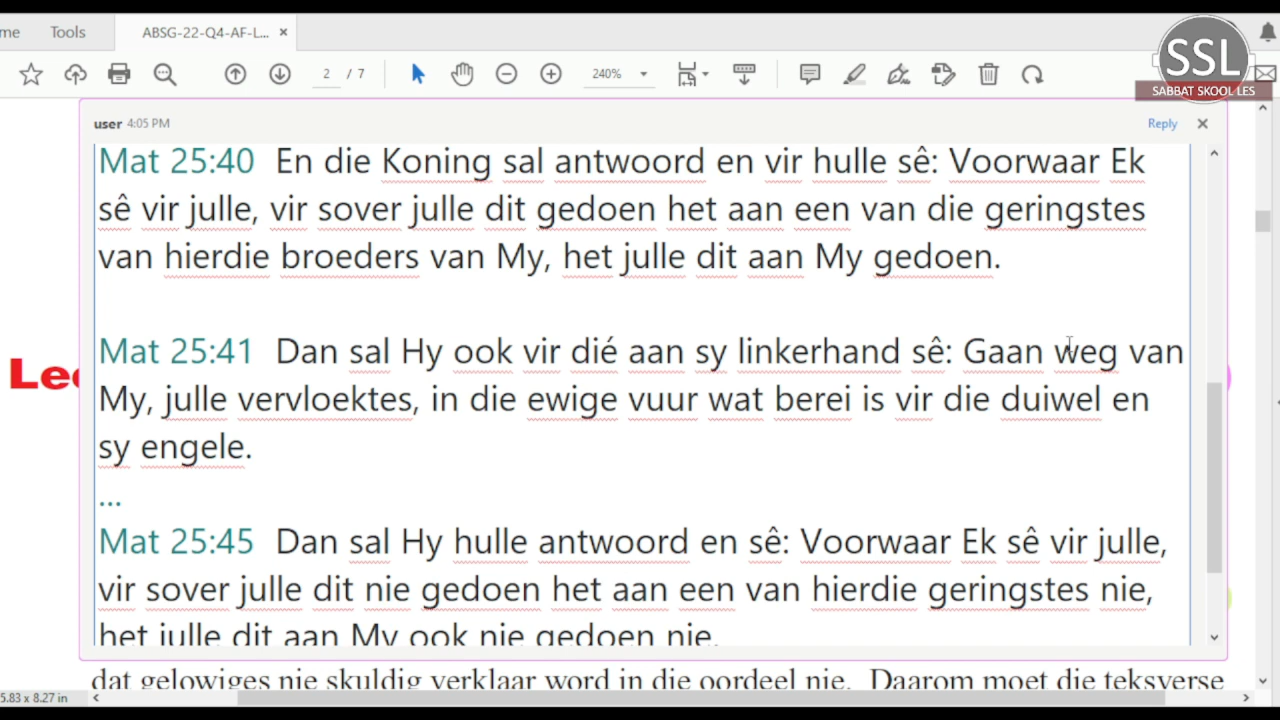 me Tools ABSG-22-Q4-AF-L... ×
SSL
SABBAT SKOOL LES
2 / 7 240%
user 4:05 PM Reply
Mat 25:40 En die Koning sal antwoord en vir hulle sê: Voorwaar Ek
sê vir julle, vir sover julle dit gedoen het aan een van die geringstes
van hierdie broeders van My, het julle dit aan My gedoen.
Mat 25:41 Dan sal Hy ook vir dié aan sy linkerhand sê: Gaan weg van
Lee
My, julle vervloektes, in die ewige vuur wat berei is vir die duiwel en
sy engele.
...
Mat 25:45 Dan sal Hy hulle antwoord en sê: Voorwaar Ek sê vir julle,
vir sover julle dit nie gedoen het aan een van hierdie geringstes nie,
het julle dit aan My ook nie gedoen nie.
dat gelowiges nie skuldig verklaar word in die oordeel nie. Daarom moet die teksverse
5.83 x 8.27 in